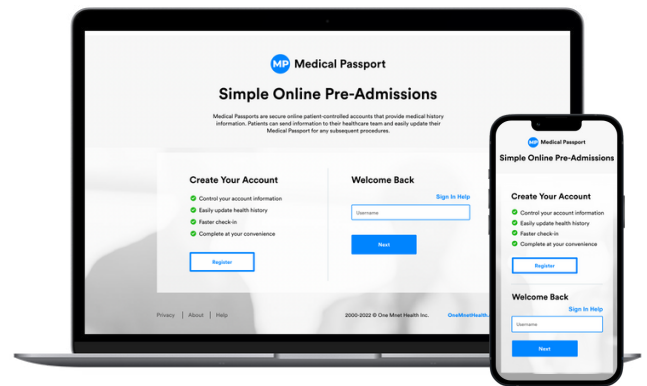 MP Medical Passport
Simple Online Pre-Admissions
Medical Passports are secure online patient-controlled accounts that provide medical history
information. Patients can send information to their healthcare team and easily update their
Medical Passport for any subsequent procedures.
Create Your Account
Control your account information
Easily update health history
Faster check-in
Complete at your convenience
Register
Welcome Back
Sign In Help
Username
Next
Privacy | About | Help
2000-2022 © One Mnet Health Inc.
OneMnetHealth.
MP Medical Passport
Simple Online Pre-Admissions
Create Your Account
Control your account information
Easily update health history
Faster check-in
Complete at your convenience
Register
Welcome Back
Sign In Help
Username
Next